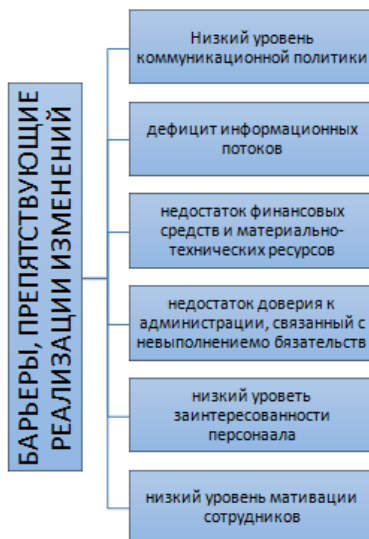 БАРЬЕРЫ, ПРЕПЯТСТВУЮЩИЕ
РЕАЛИЗАЦИИ ИЗМЕНЕНИЙ
Низкий уровень
коммуникационной политики
дефицит информационных
потоков
недостаток финансовых
средств и материально-
технических ресурсов
недостаток доверия к
администрации, связанный с
невыполнениемо бязательств
низкий уроветь
заинтересованности
персонаала
низкий уровень мативации
сотрудников